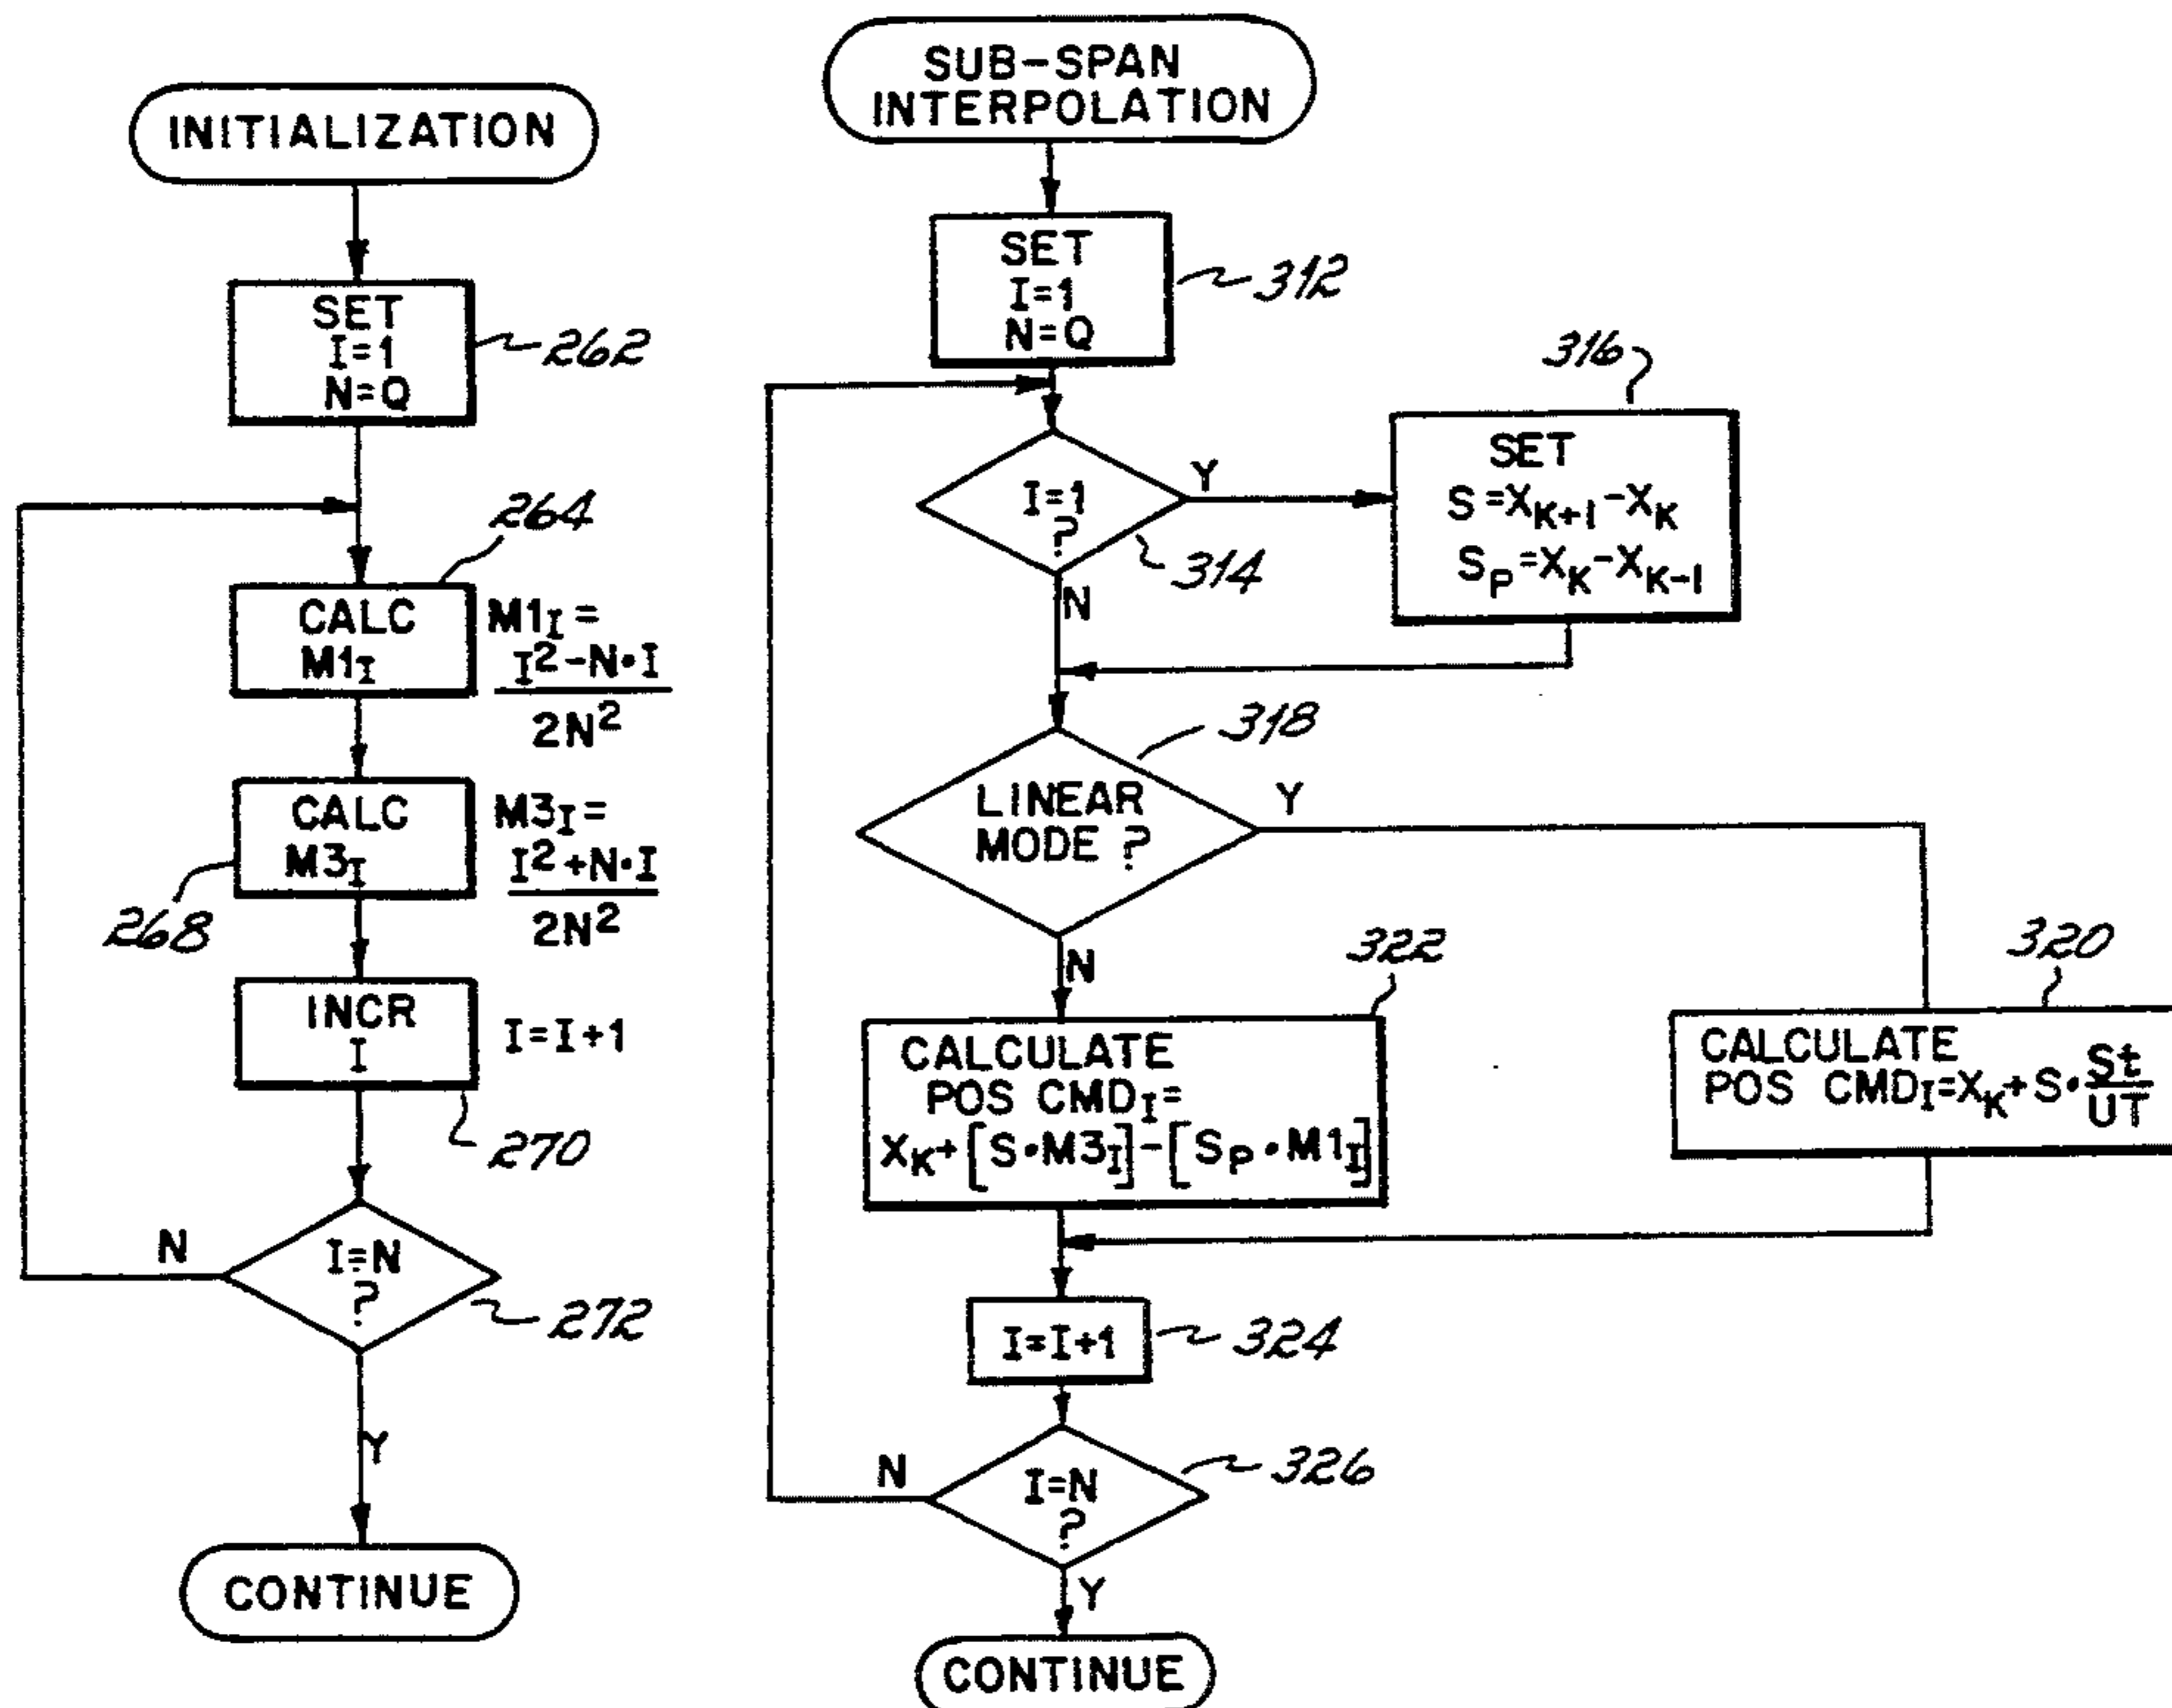 INITIALIZATION
SET
I=1
N=Q
262
264
CALC
M1I
M1I=
I²-N•I
2N²
CALC
M3I
M3I=
I²+N•I
2N²
268
INCR
I
I=I+1
270
I=N
?
N
272
Y
CONTINUE
SUB-SPAN
INTERPOLATION
SET
I=1
N=Q
312
I=1
?
Y
314
N
316
SET
S=XK+1-XK
SP=XK-XK-1
318
LINEAR
MODE ?
Y
N
322
CALCULATE
POS CMDI=
XK+[S•M3I]-[SP•M1I]
320
CALCULATE
POS CMDI=XK+S•St
UT
I=I+1
324
I=N
?
N
326
Y
CONTINUE